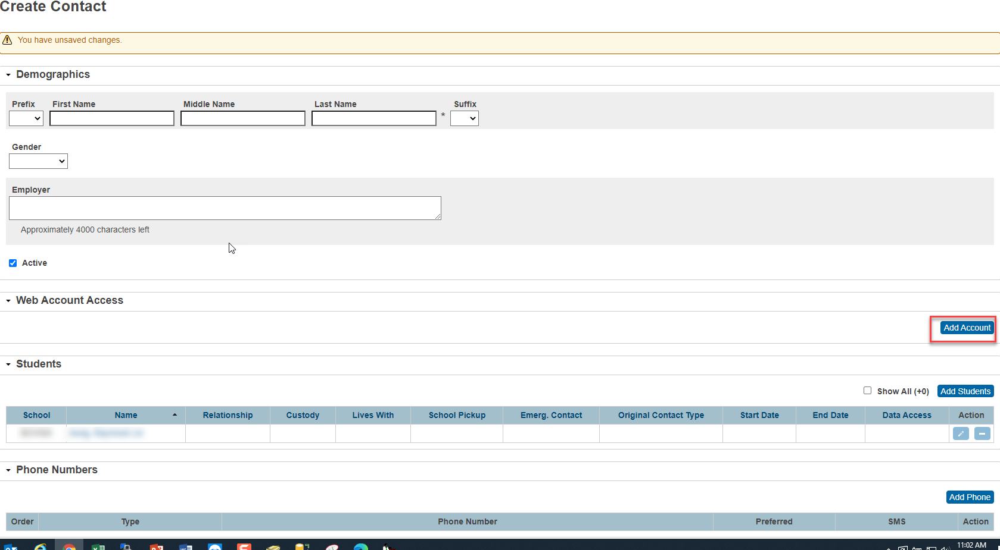 Create Contact
You have unsaved changes.
Demographics
Prefix First Name Middle Name Last Name Suffix
*
Gender
Employer
Approximately 4000 characters left
Active
Web Account Access
Add Account
Students
Show All (+0) Add Students
School Name Relationship Custody Lives With School Pickup Emerg. Contact Original Contact Type Start Date End Date Data Access Action
Phone Numbers
Add Phone
Order Type Phone Number Preferred SMS Action
11:02 AM